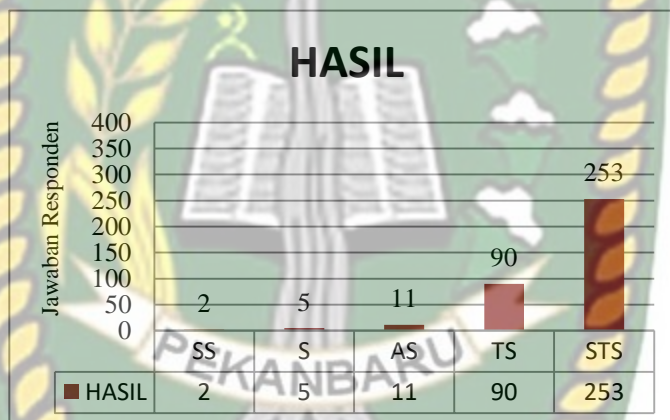 HASIL
Jawaban Responden
400
350
300
250
200
150
100
50
0
2
5
11
90
253
SS S AS TS STS
HASIL 2 5 11 90 253
PEKANBARU